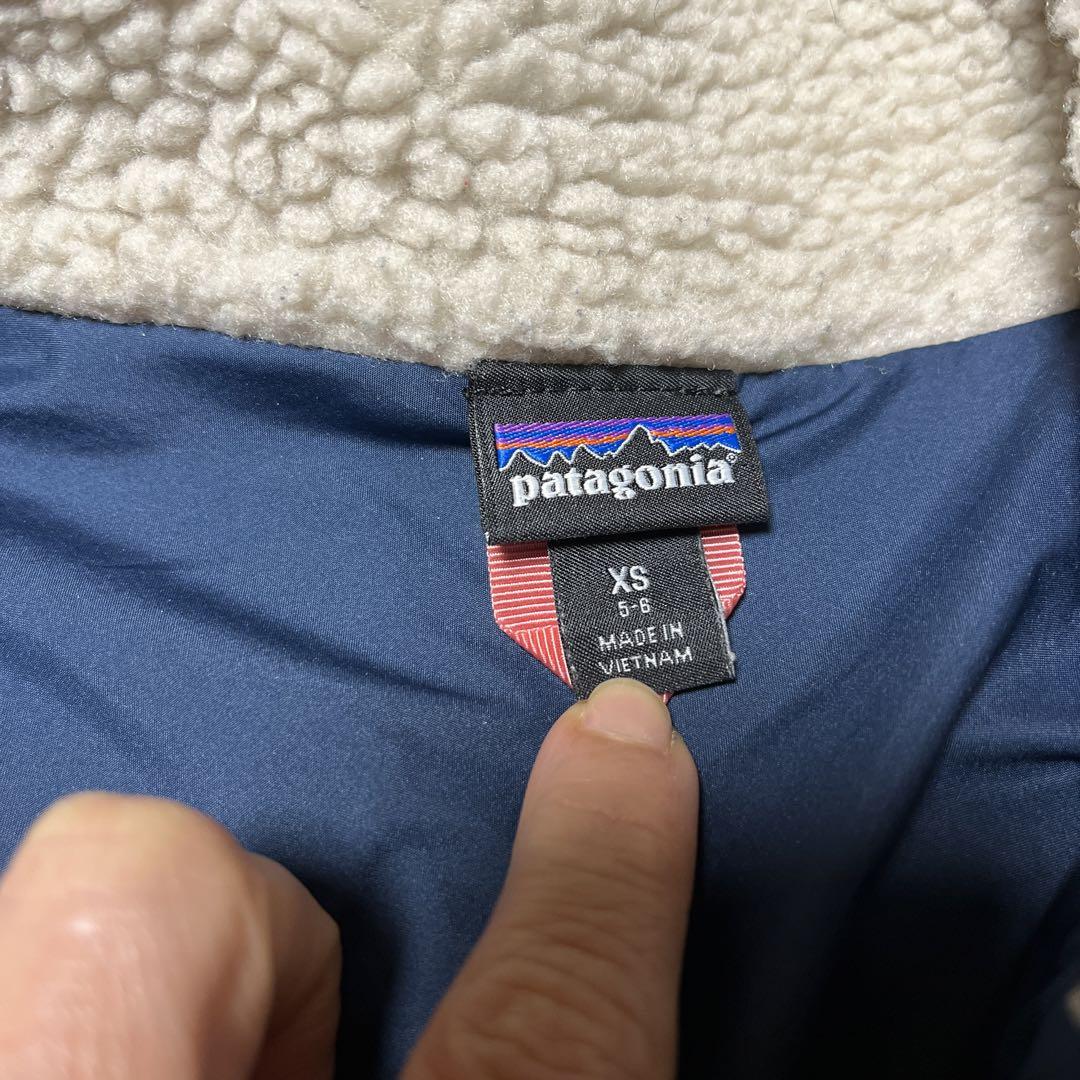 patagonia®
XS
5-6
MADE IN
VIETNAM